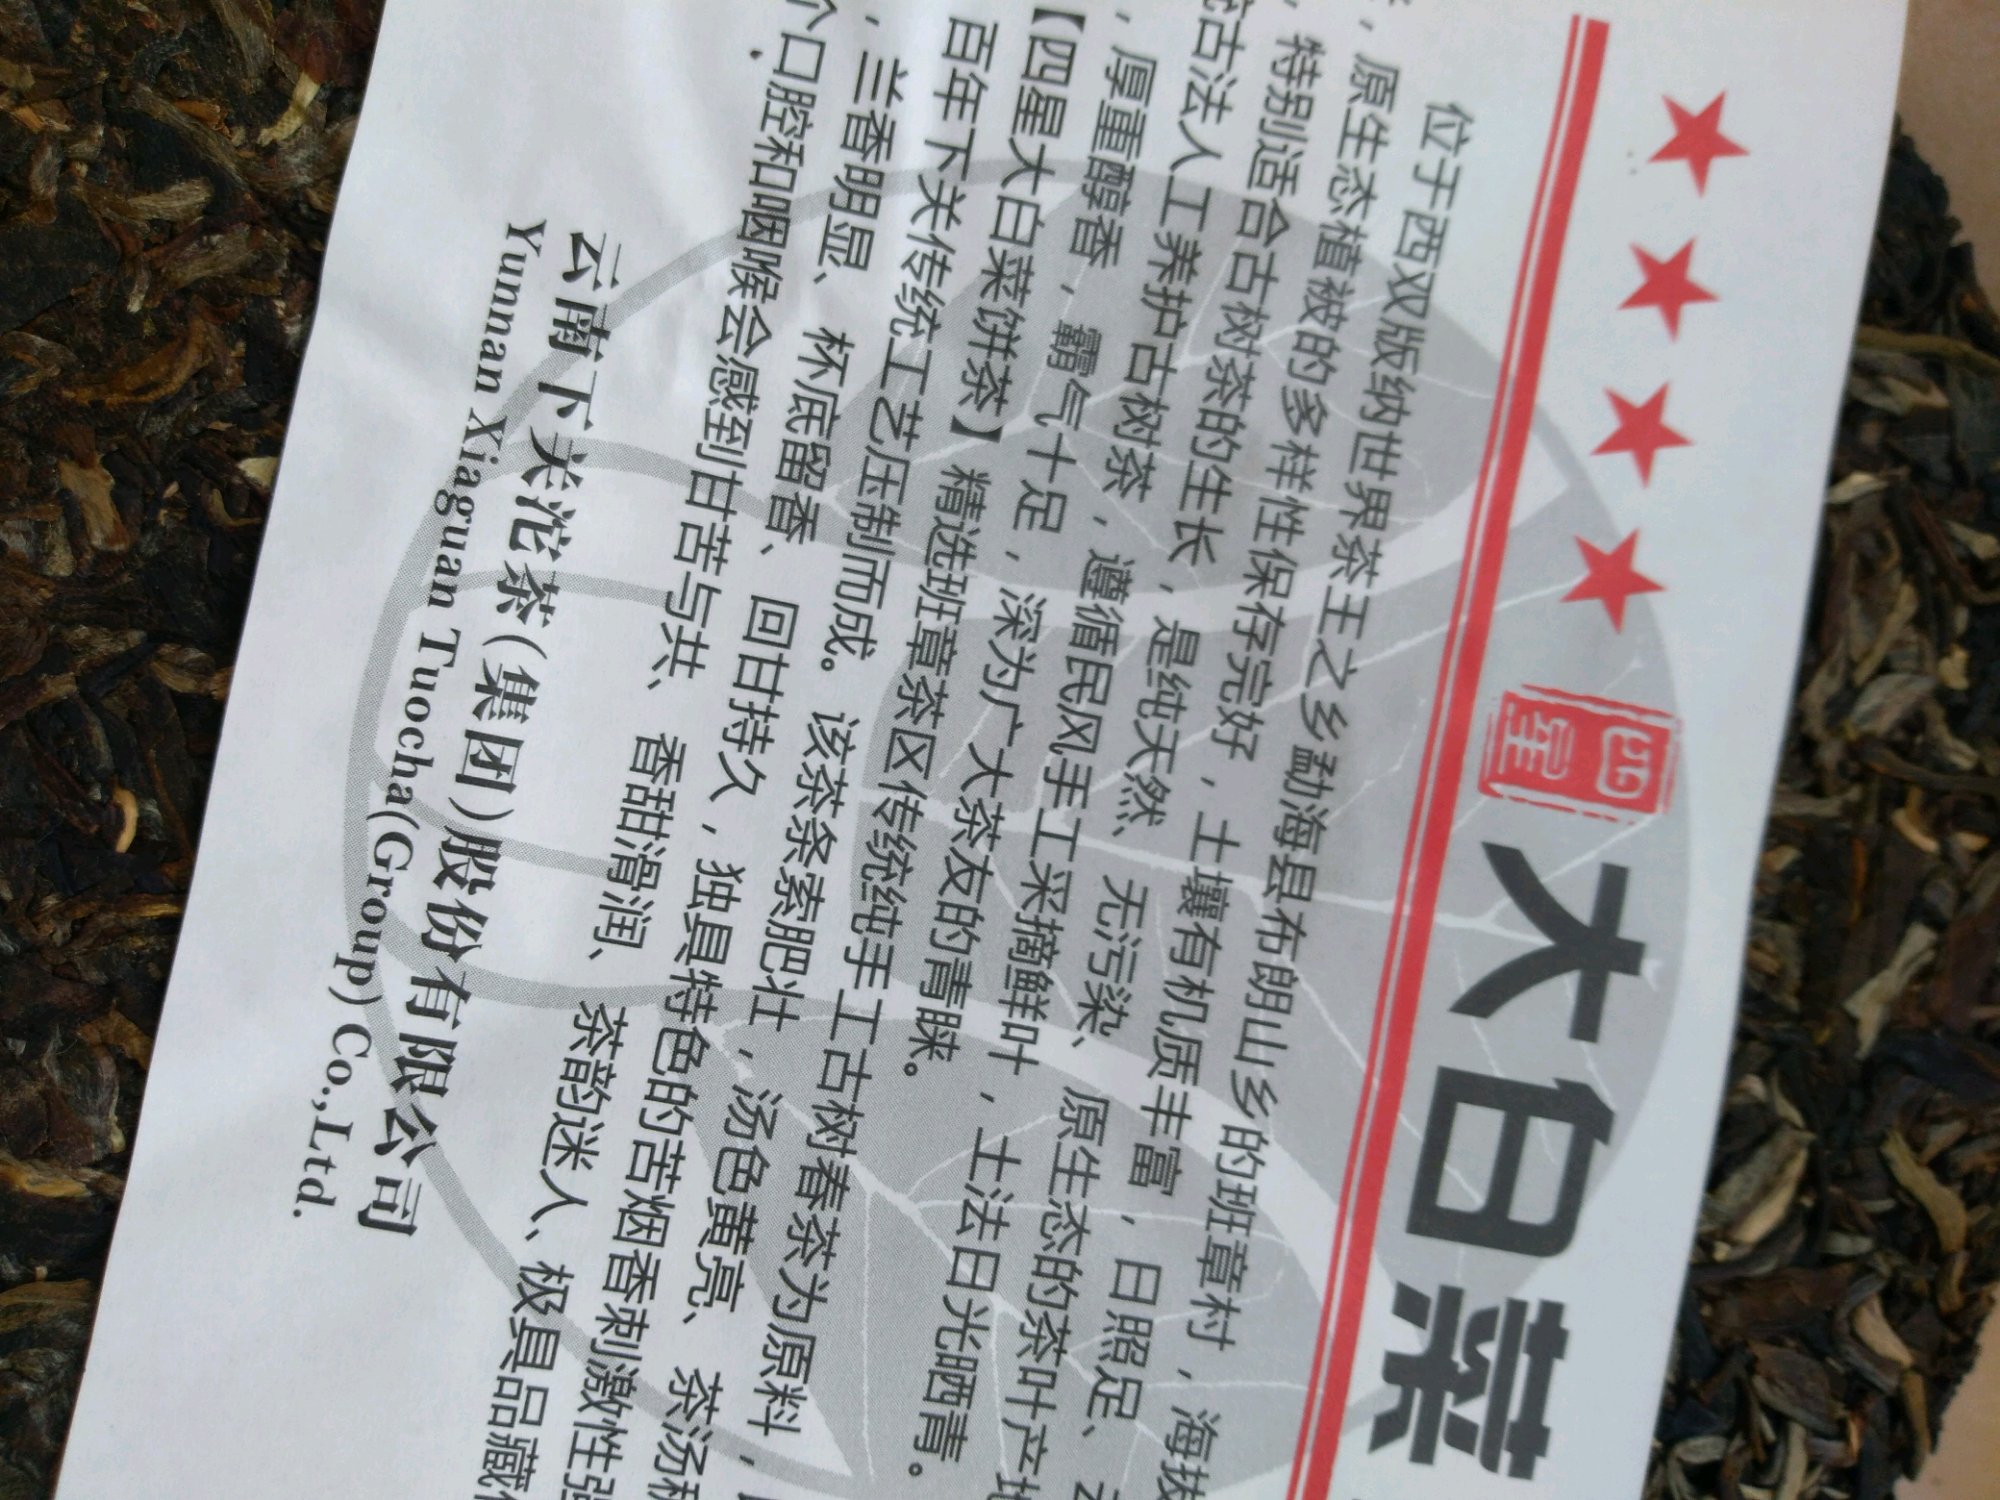 ★★★★ 四星 大白菜
位于西双版纳世界茶王之乡勐海县布朗山乡的班章村，海拔
，原生态植被的多样性保存完好，土壤有机质丰富，日照足、
，特别适合古树茶的生长，是纯天然、无污染、原生态的茶叶产地
古法人工养护古树茶，遵循民风手工采摘鲜叶，土法日光晒青。
，厚重醇香，霸气十足，深为广大茶友的青睐。
【四星大白菜饼茶】精选班章茶区传统纯手工古树春茶为原料，
百年下关传统工艺压制而成。该茶条索肥壮，汤色黄亮、茶汤
，兰香明显、杯底留香、回甘持久，独具特色的苦烟香刺激性强
个口腔和咽喉会感到甘苦与共、香甜滑润、茶韵迷人、极具品藏
云南下关沱茶(集团)股份有限公司
Yunnan Xiaguan Tuocha(Group) Co.,Ltd.